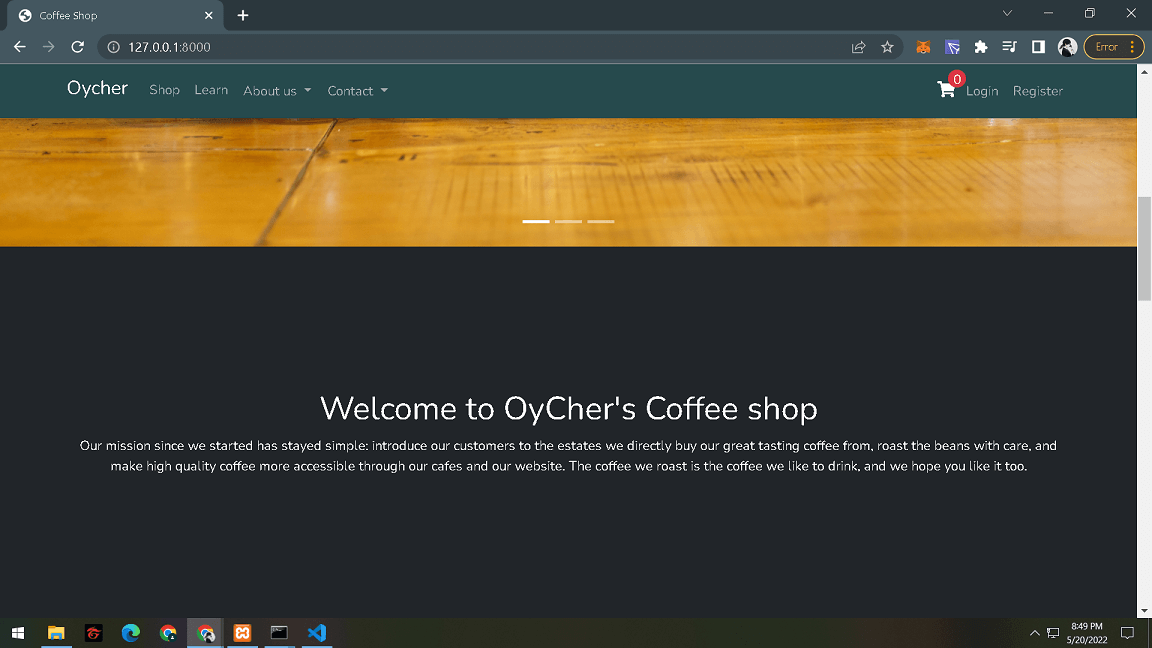 Coffee Shop
127.0.0.1:8000
Error
Oycher Shop Learn About us Contact 0 Login Register
Welcome to OyCher's Coffee shop
Our mission since we started has stayed simple: introduce our customers to the estates we directly buy our great tasting coffee from, roast the beans with care, and
make high quality coffee more accessible through our cafes and our website. The coffee we roast is the coffee we like to drink, and we hope you like it too.
8:49 PM
5/20/2022